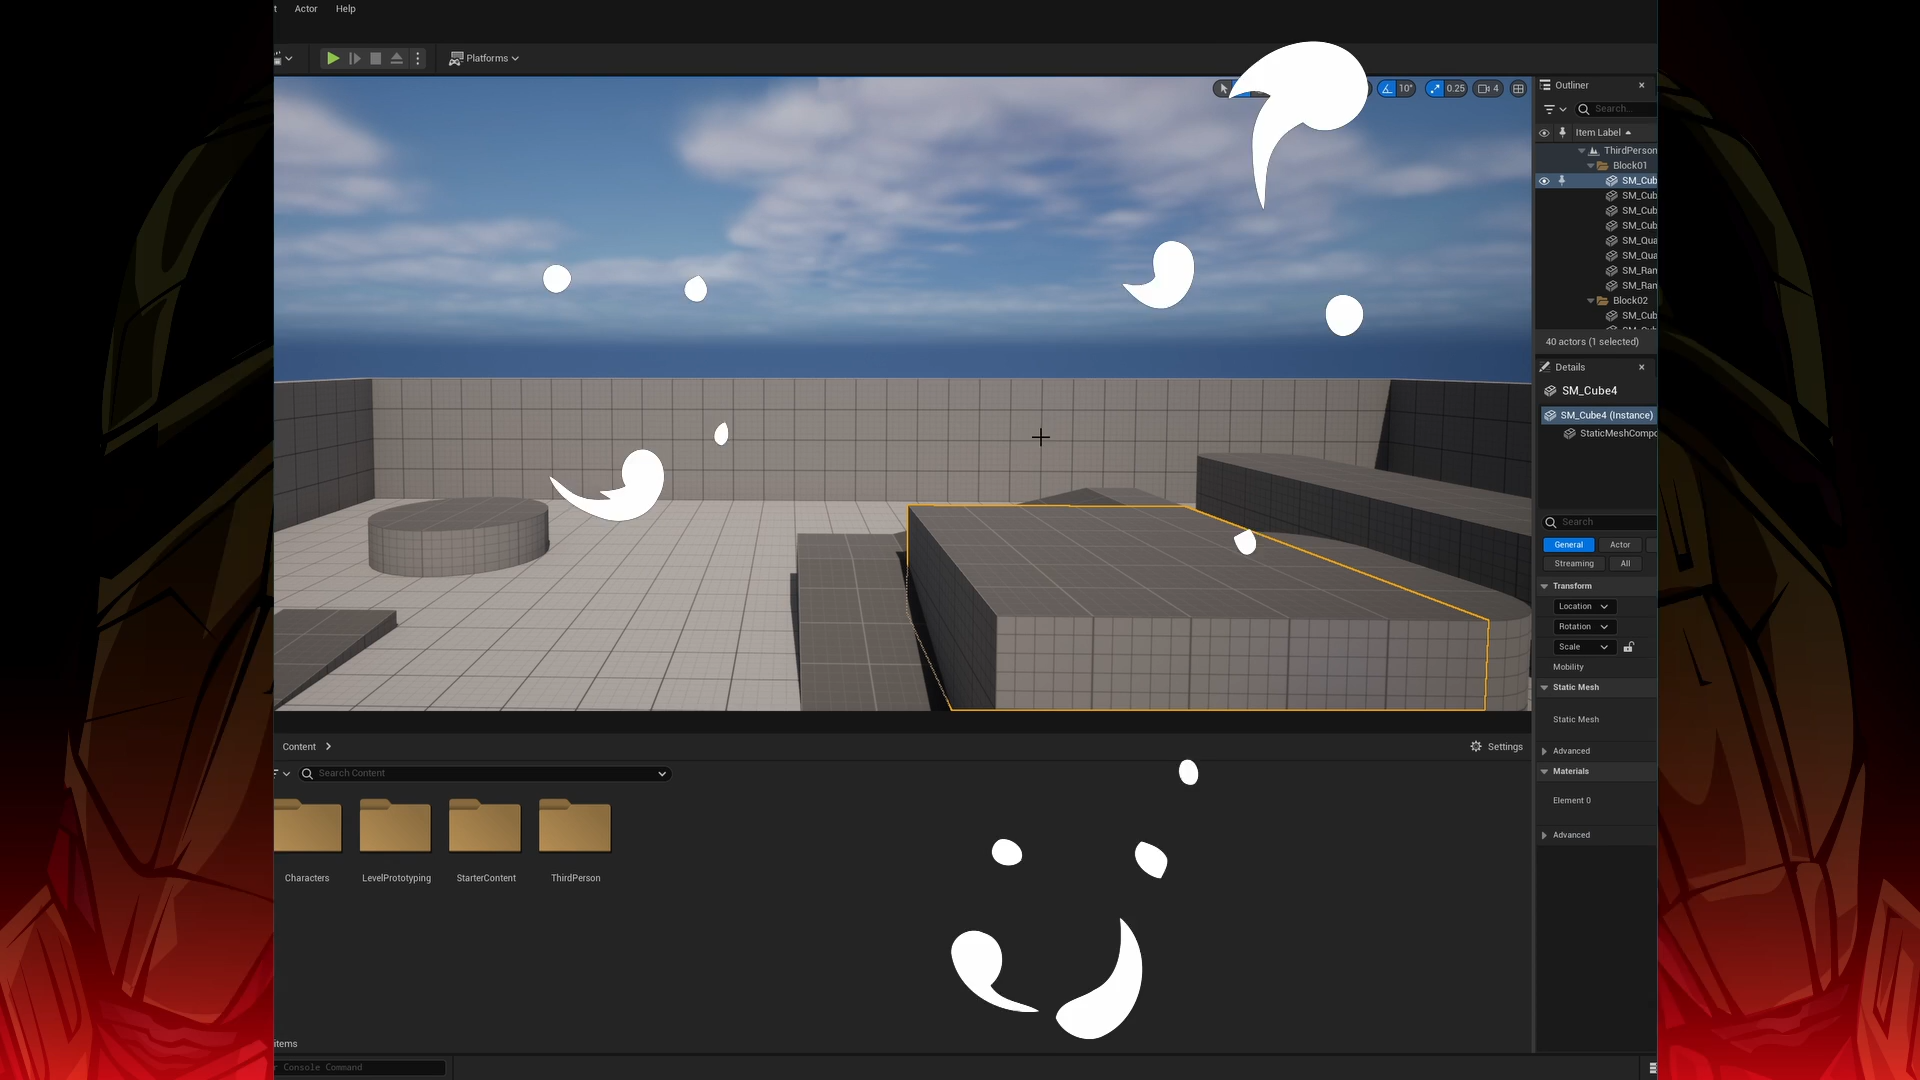 t Actor Help
Platforms
10° 0.25 4
Outliner
Search...
Item Label
ThirdPerson
Block01
SM_Cub
SM_Cub
SM_Cub
SM_Cub
SM_Qua
SM_Qua
SM_Ran
SM_Ran
Block02
SM_Cub
40 actors (1 selected)
Details
SM_Cube4
SM_Cube4 (Instance)
StaticMeshCompo
Search
General Actor
Streaming All
Transform
Location
Rotation
Scale
Mobility
Static Mesh
Static Mesh
Advanced
Materials
Element 0
Advanced
Content
Settings
Search Content
Characters LevelPrototyping StarterContent ThirdPerson
items
r Console Command